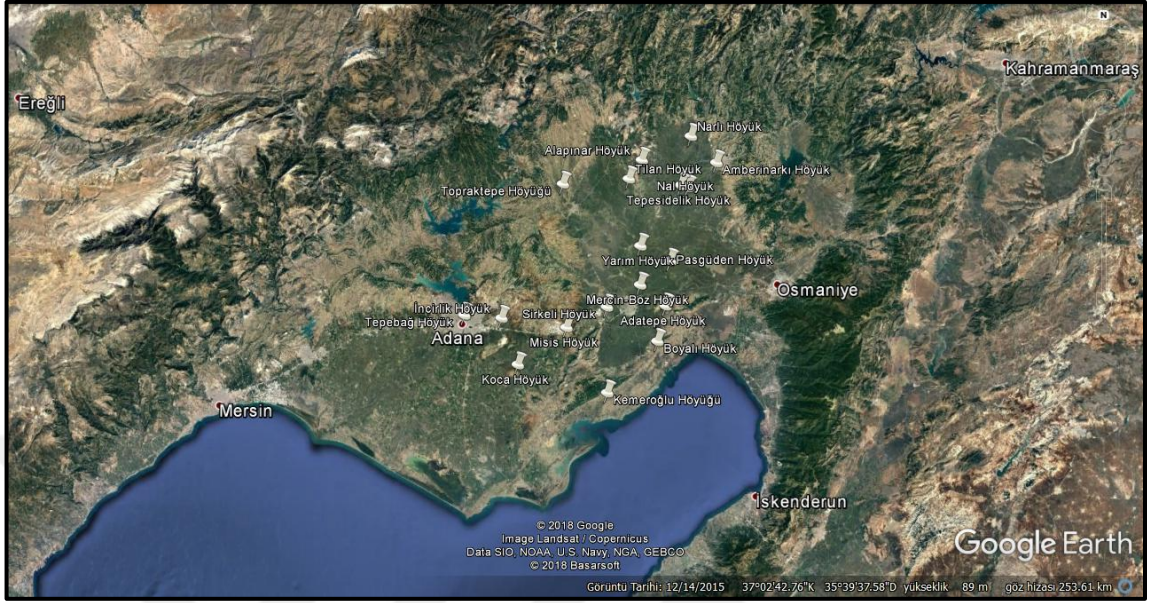 N
Kahramanmaraş
Ereğli
Narlı Höyük
Alapınar Höyük
Tilan Höyük
Amberinarkı Höyük
Topraktepe Höyüğü
Nal Höyük
Tepesidelik Höyük
Yarım Höyük
Pasgüden Höyük
Osmaniye
Mercin-Boz Höyük
İncirlik Höyük
Sirkeli Höyük
Tepebağ Höyük
Adatepe Höyük
Adana
Misis Höyük
Boyalı Höyük
Koca Höyük
Kemeroğlu Höyüğü
Mersin
İskenderun
© 2018 Google
Image Landsat / Copernicus
Data SIO, NOAA, U.S. Navy, NGA, GEBCO
© 2018 Basarsoft
Google Earth
Görüntü Tarihi: 12/14/2015 37°02'42.76"K 35°39'37.58"D yükseklik 89 m göz hizası 253.61 km